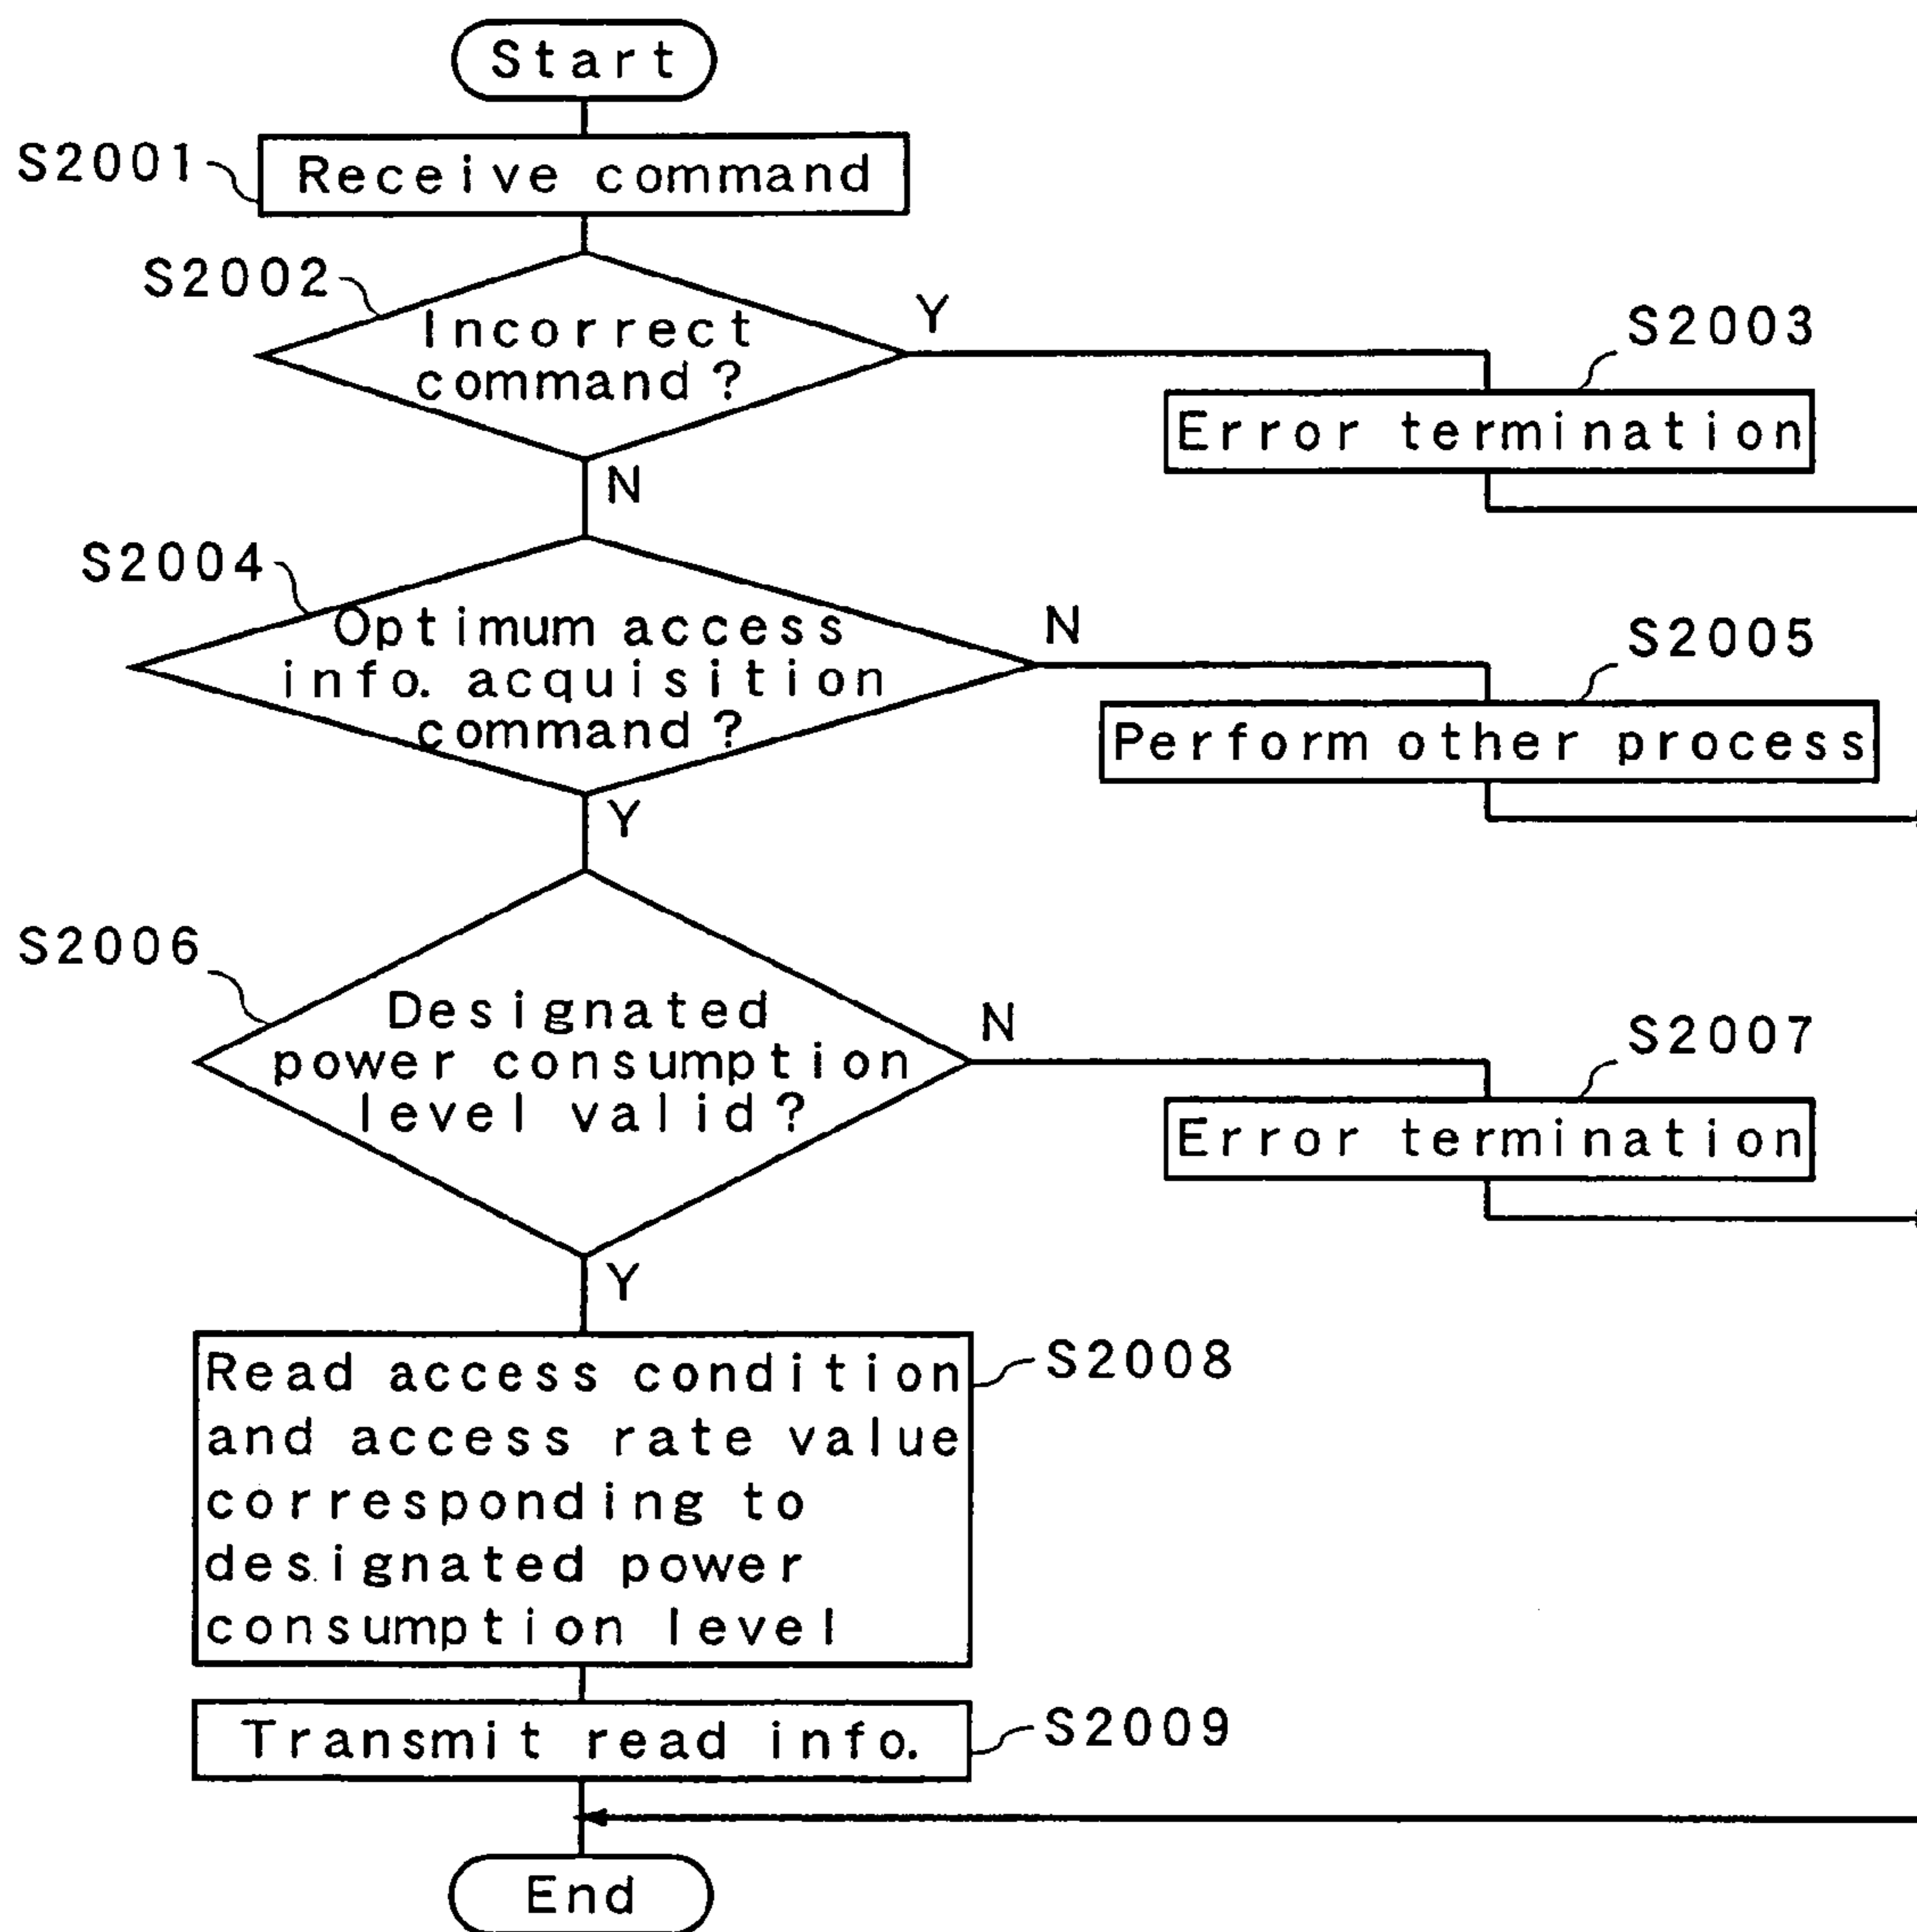 Start
S2001
Receive command
S2002
Incorrect
command?
Y
S2003
Error termination
N
S2004
Optimum access
info. acquisition
command?
N
S2005
Perform other process
Y
S2006
Designated
power consumption
level valid?
N
S2007
Error termination
Y
Read access condition
and access rate value
corresponding to
designated power
consumption level
S2008
Transmit read info.
S2009
End